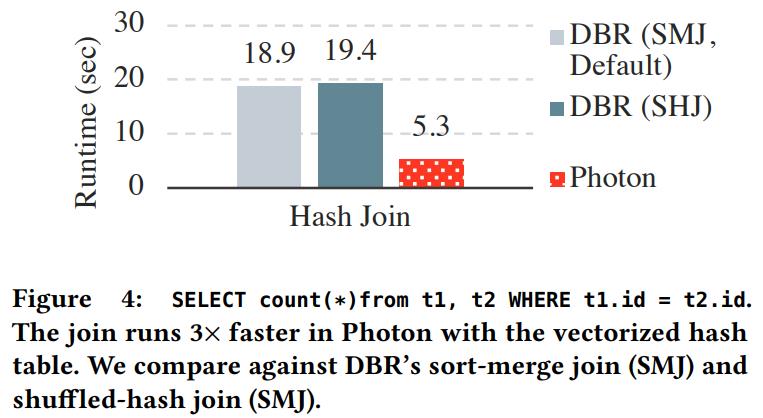 30
20
10
0
Runtime (sec)
18.9
19.4
5.3
Hash Join
DBR (SMJ,
Default)
DBR (SHJ)
Photon
Figure 4: SELECT count(*)from t1, t2 WHERE t1.id = t2.id.
The join runs 3× faster in Photon with the vectorized hash
table. We compare against DBR's sort-merge join (SMJ) and
shuffled-hash join (SMJ).